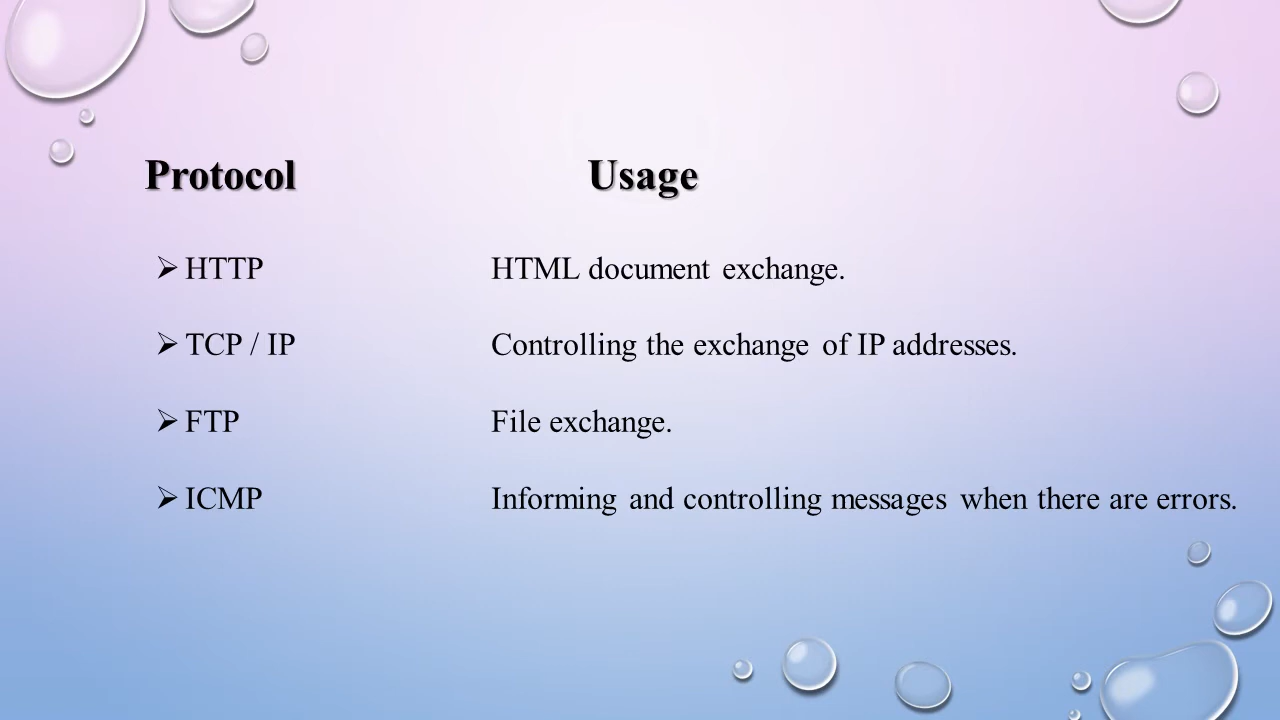 Protocol Usage
➢ HTTP HTML document exchange.
➢ TCP / IP Controlling the exchange of IP addresses.
➢ FTP File exchange.
➢ ICMP Informing and controlling messages when there are errors.